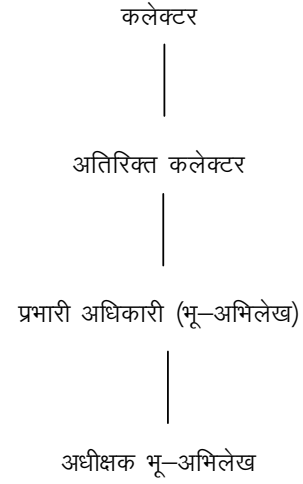 कलेक्टर
अतिरिक्त कलेक्टर
प्रभारी अधिकारी (भू–अभिलेख)
अधीक्षक भू–अभिलेख